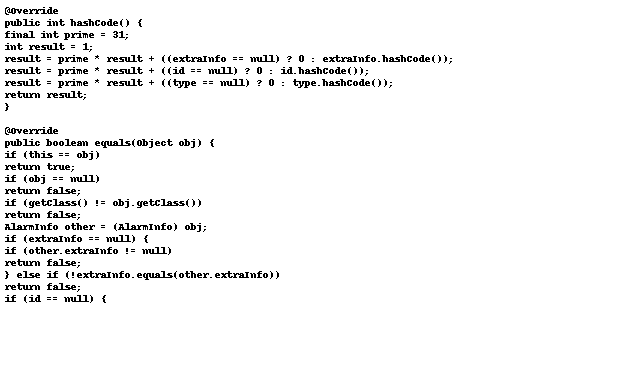 @Override
public int hashCode() {
final int prime = 31;
int result = 1;
result = prime * result + ((extraInfo == null) ? 0 : extraInfo.hashCode());
result = prime * result + ((id == null) ? 0 : id.hashCode());
result = prime * result + ((type == null) ? 0 : type.hashCode());
return result;
}

@Override
public boolean equals(Object obj) {
if (this == obj)
return true;
if (obj == null)
return false;
if (getClass() != obj.getClass())
return false;
AlarmInfo other = (AlarmInfo) obj;
if (extraInfo == null) {
if (other.extraInfo != null)
return false;
} else if (!extraInfo.equals(other.extraInfo))
return false;
if (id == null) {